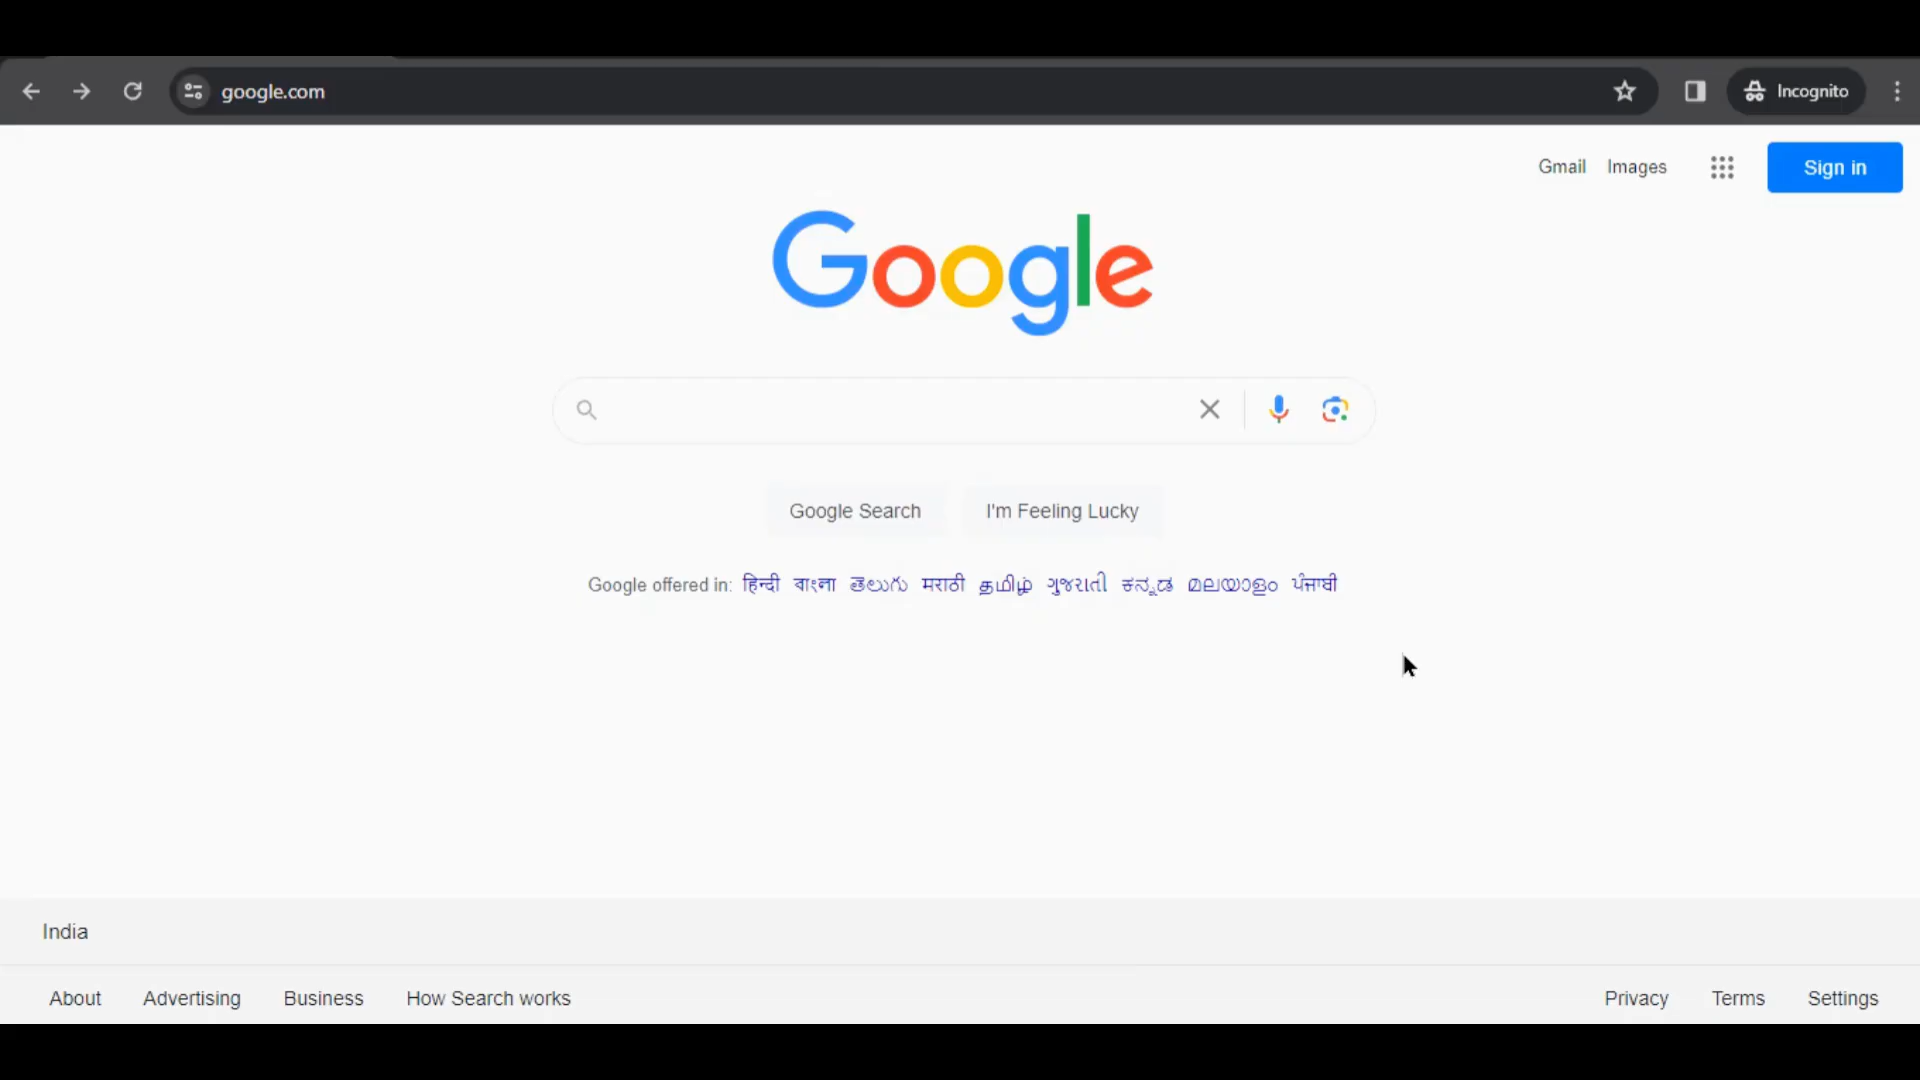 google.com
Incognito
Gmail Images Sign in
Google
Google Search I'm Feeling Lucky
Google offered in: हिन्दी বাংলা తెలుగు मराठी தமிழ் ગુજરાતી ಕನ್ನಡ മലയാളം ਪੰਜਾਬੀ
India
About Advertising Business How Search works Privacy Terms Settings